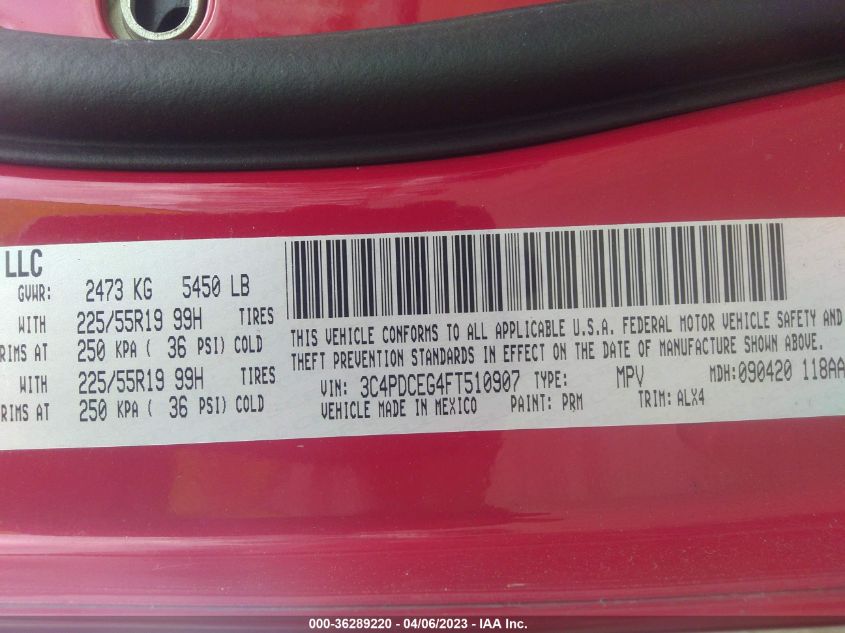 LLC
GVWR: 2473 KG 5450 LB
WITH 225/55R19 99H TIRES
RIMS AT 250 KPA ( 36 PSI) COLD
WITH 225/55R19 99H TIRES
RIMS AT 250 KPA ( 36 PSI) COLD
THIS VEHICLE CONFORMS TO ALL APPLICABLE U.S.A. FEDERAL MOTOR VEHICLE SAFETY AND
THEFT PREVENTION STANDARDS IN EFFECT ON THE DATE OF MANUFACTURE SHOWN ABOVE.
VIN: 3C4PDCEG4FT510907 TYPE: MPV MDH:090420 118AA
VEHICLE MADE IN MEXICO PAINT: PRM TRIM: ALX4
000-36289220 - 04/06/2023 - IAA Inc.